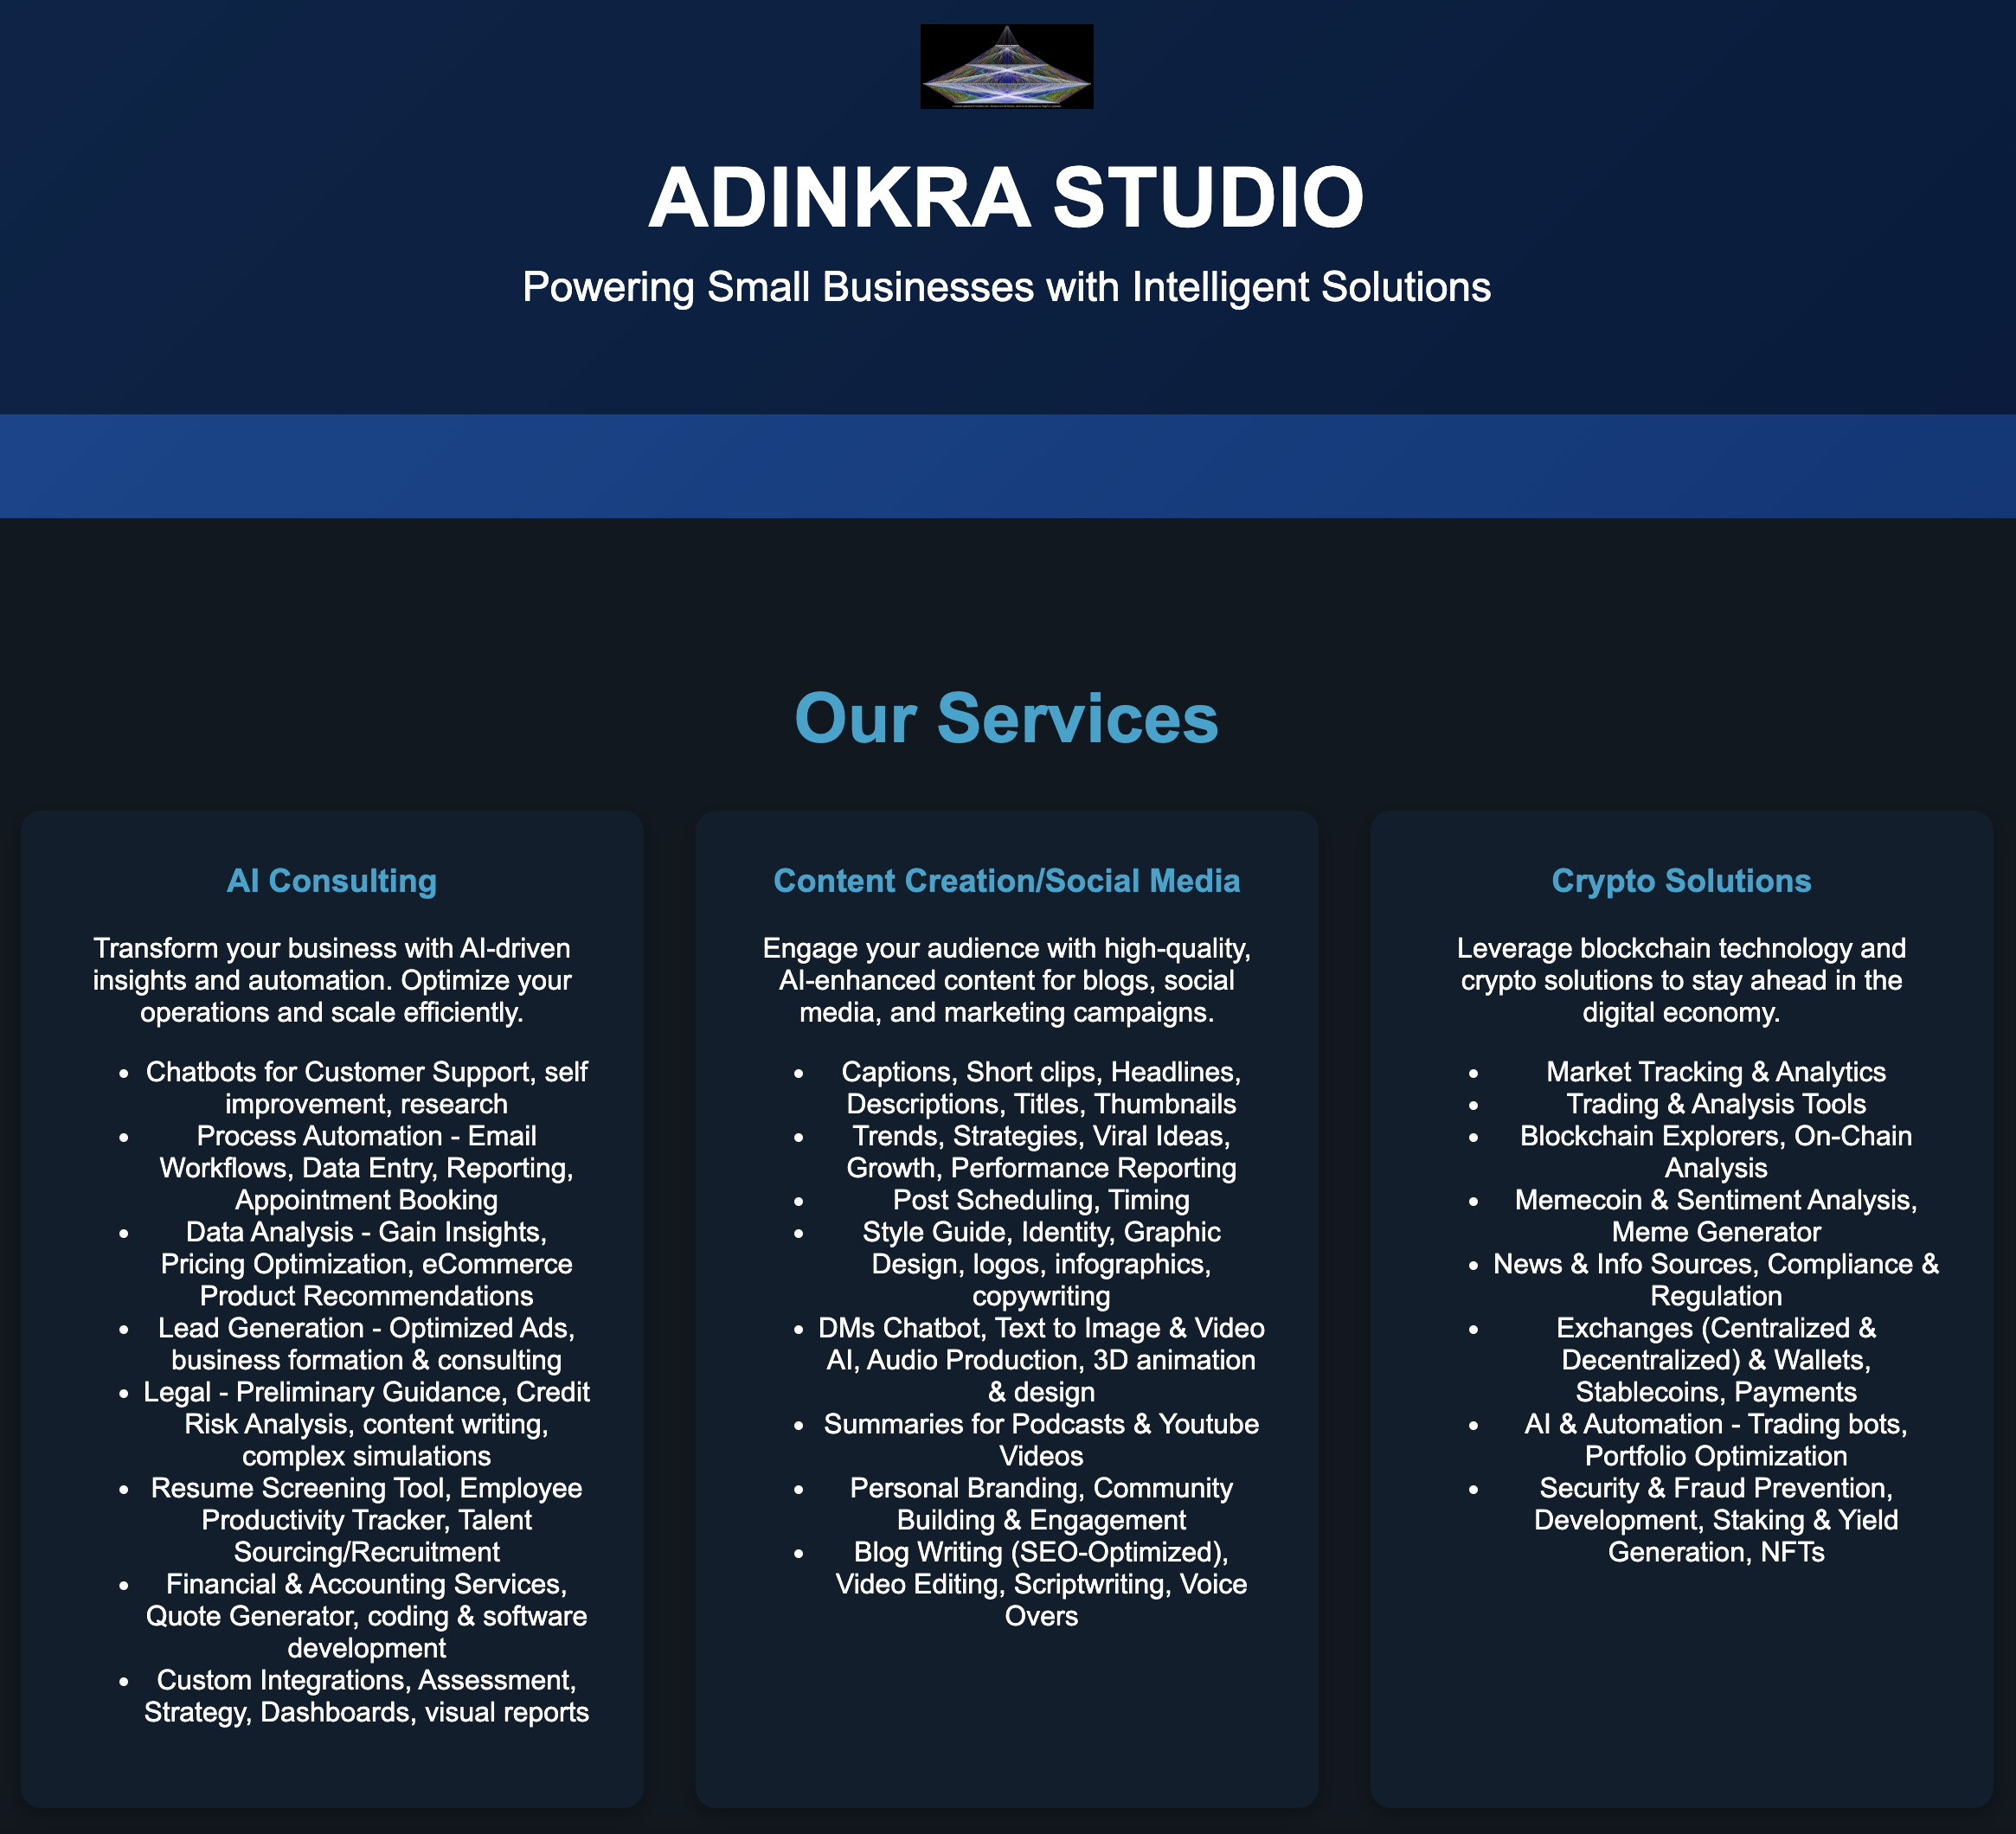 ADINKRA STUDIO
Powering Small Businesses with Intelligent Solutions
Our Services
AI Consulting
Transform your business with AI-driven
insights and automation. Optimize your
operations and scale efficiently.
• Chatbots for Customer Support, self
improvement, research
• Process Automation - Email
Workflows, Data Entry, Reporting,
Appointment Booking
• Data Analysis - Gain Insights,
Pricing Optimization, eCommerce
Product Recommendations
• Lead Generation - Optimized Ads,
business formation & consulting
• Legal - Preliminary Guidance, Credit
Risk Analysis, content writing,
complex simulations
• Resume Screening Tool, Employee
Productivity Tracker, Talent
Sourcing/Recruitment
• Financial & Accounting Services,
Quote Generator, coding & software
development
• Custom Integrations, Assessment,
Strategy, Dashboards, visual reports
Content Creation/Social Media
Engage your audience with high-quality,
AI-enhanced content for blogs, social
media, and marketing campaigns.
• Captions, Short clips, Headlines,
Descriptions, Titles, Thumbnails
• Trends, Strategies, Viral Ideas,
Growth, Performance Reporting
• Post Scheduling, Timing
• Style Guide, Identity, Graphic
Design, logos, infographics,
copywriting
• DMs Chatbot, Text to Image & Video
AI, Audio Production, 3D animation
& design
• Summaries for Podcasts & Youtube
Videos
• Personal Branding, Community
Building & Engagement
• Blog Writing (SEO-Optimized),
Video Editing, Scriptwriting, Voice
Overs
Crypto Solutions
Leverage blockchain technology and
crypto solutions to stay ahead in the
digital economy.
• Market Tracking & Analytics
• Trading & Analysis Tools
• Blockchain Explorers, On-Chain
Analysis
• Memecoin & Sentiment Analysis,
Meme Generator
• News & Info Sources, Compliance &
Regulation
• Exchanges (Centralized &
Decentralized) & Wallets,
Stablecoins, Payments
• AI & Automation - Trading bots,
Portfolio Optimization
• Security & Fraud Prevention,
Development, Staking & Yield
Generation, NFTs